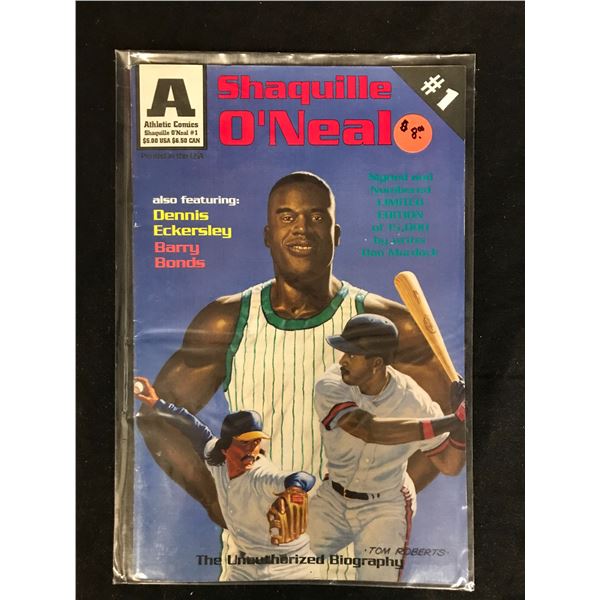 A
Athletic Comics
Shaquille O'Neal #1
$5.00 USA $6.50 CAN
Printed in the USA
Shaquille
O'Neal
#1
$ 8.00
also featuring:
Dennis
Eckersley
Barry
Bonds
Signed and
Numbered
LIMITED
EDITION
of 15,000
by writer
Dan Murdock
TOM ROBERTS
The Unauthorized Biography